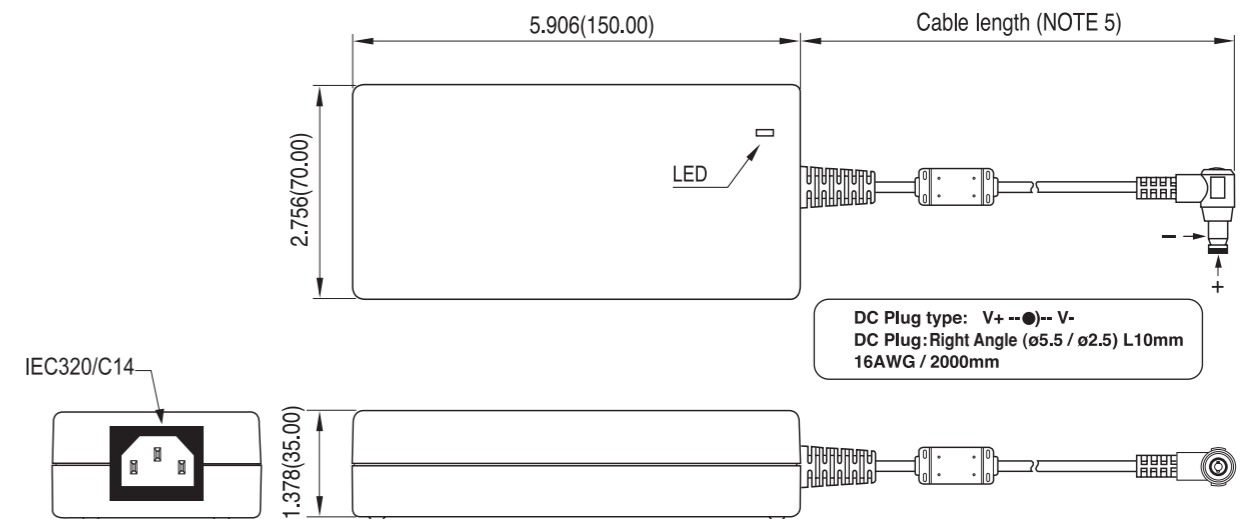 5.906(150.00)
Cable length (NOTE 5)
2.756(70.00)
LED
−
+
DC Plug type: V+ --●)-- V-
DC Plug:Right Angle (ø5.5 / ø2.5) L10mm
16AWG / 2000mm
IEC320/C14
1.378(35.00)